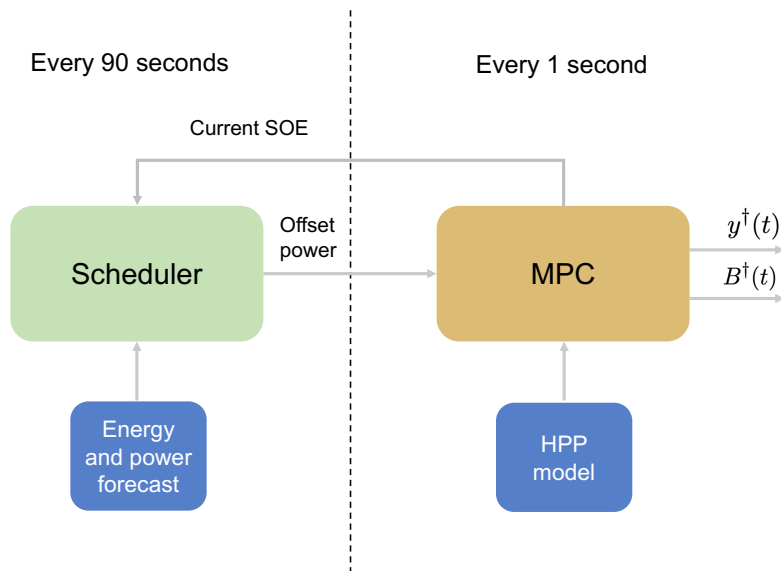 Every 90 seconds
Every 1 second
Current SOE
Scheduler
Offset
power
MPC
y†(t)
B†(t)
Energy
and power
forecast
HPP
model